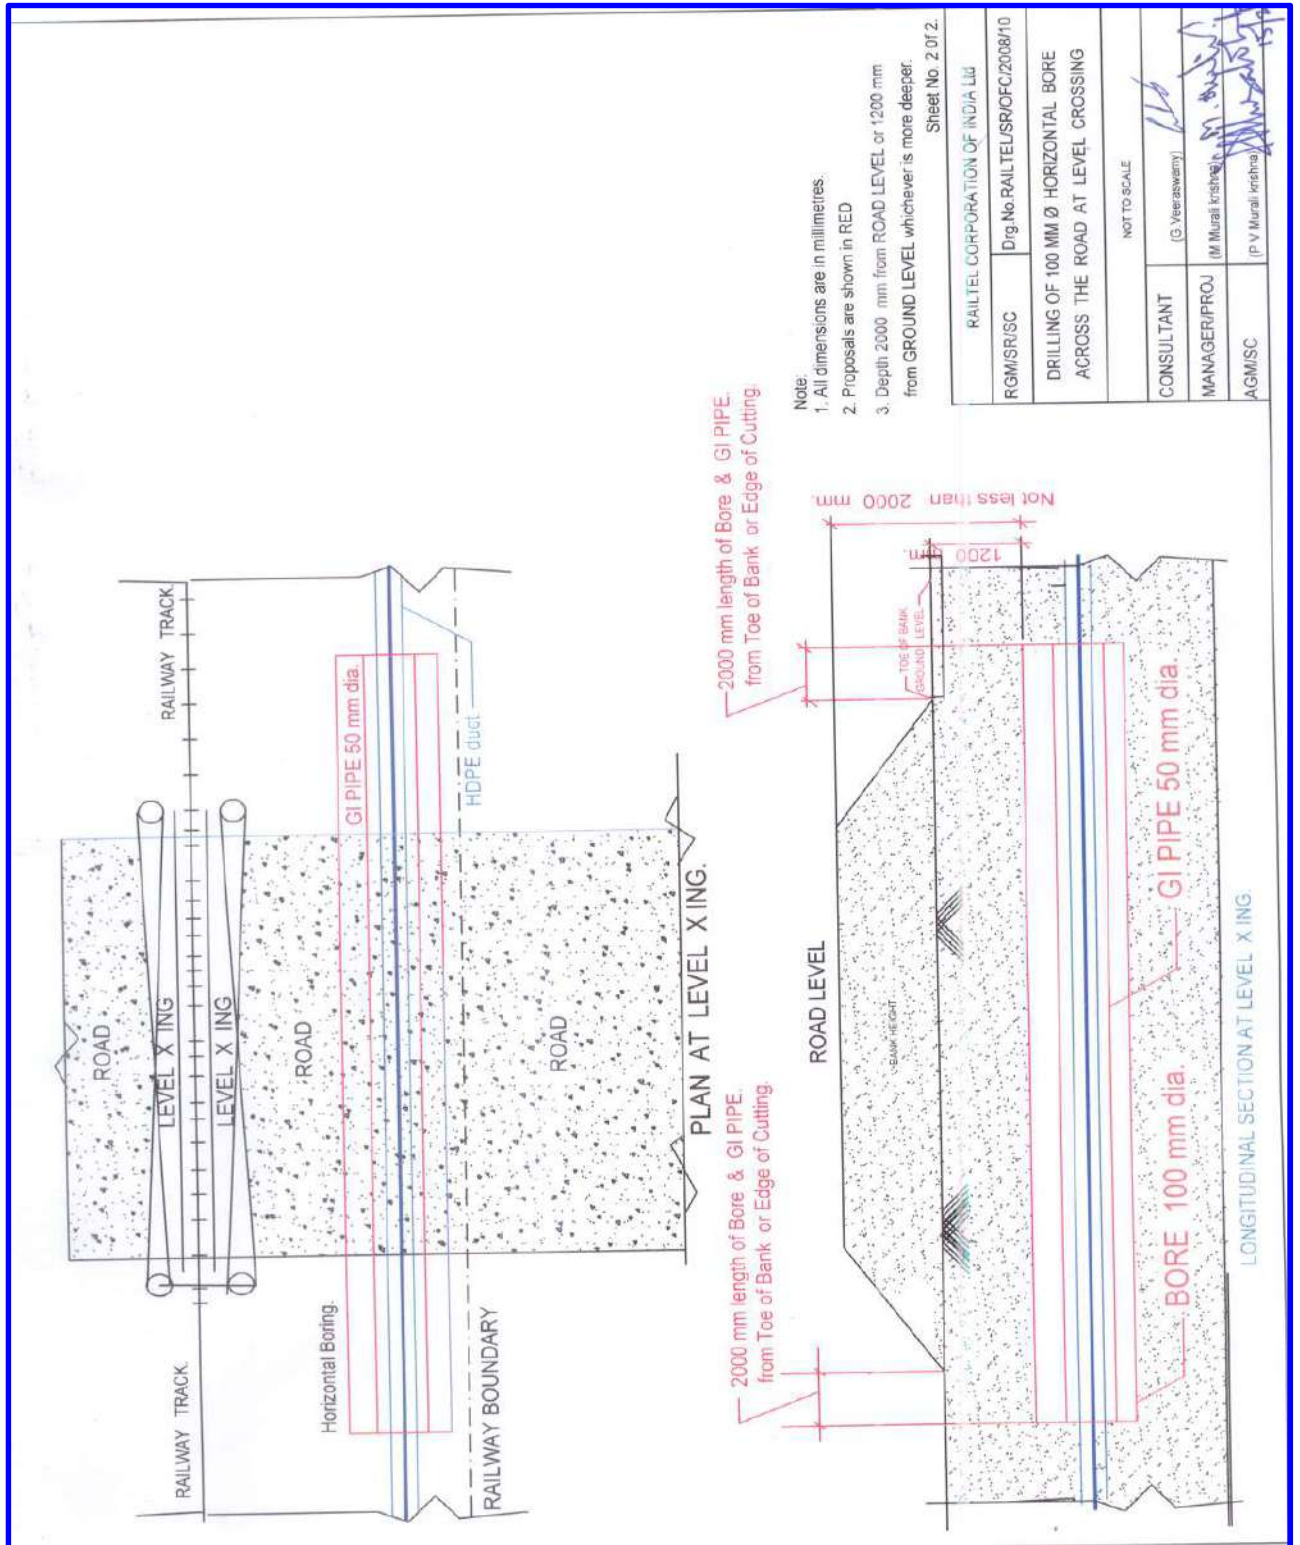 RAILWAY TRACK
RAILWAY TRACK
ROAD
LEVEL X ING
LEVEL X ING
ROAD
Horizontal Boring.
GI PIPE 50 mm dia.
HDPE duct
RAILWAY BOUNDARY
ROAD
PLAN AT LEVEL X ING.
2000 mm length of Bore & GI PIPE.
from Toe of Bank or Edge of Cutting.
2000 mm length of Bore & GI PIPE.
from Toe of Bank or Edge of Cutting.
ROAD LEVEL
BANK HEIGHT
TOE OF BANK
GROUND LEVEL
1200 mm.
Not less than 2000 mm.
BORE 100 mm dia.
GI PIPE 50 mm dia.
LONGITUDINAL SECTION AT LEVEL X ING
Note:
1. All dimensions are in millimetres.
2. Proposals are shown in RED
3. Depth 2000 mm from ROAD LEVEL or 1200 mm
from GROUND LEVEL whichever is more deeper.
Sheet No. 2 0f 2.
RAILTEL CORPORATION OF INDIA Ltd
RGM/SR/SC
Drg.No.RAILTEL/SR/OFC/2008/10
DRILLING OF 100 MM Ø HORIZONTAL BORE
ACROSS THE ROAD AT LEVEL CROSSING
NOT TO SCALE
CONSULTANT
(G.Veeraswamy)
MANAGER/PROJ
(M Murali krishna)
AGM/SC
(P V Murali krishna)